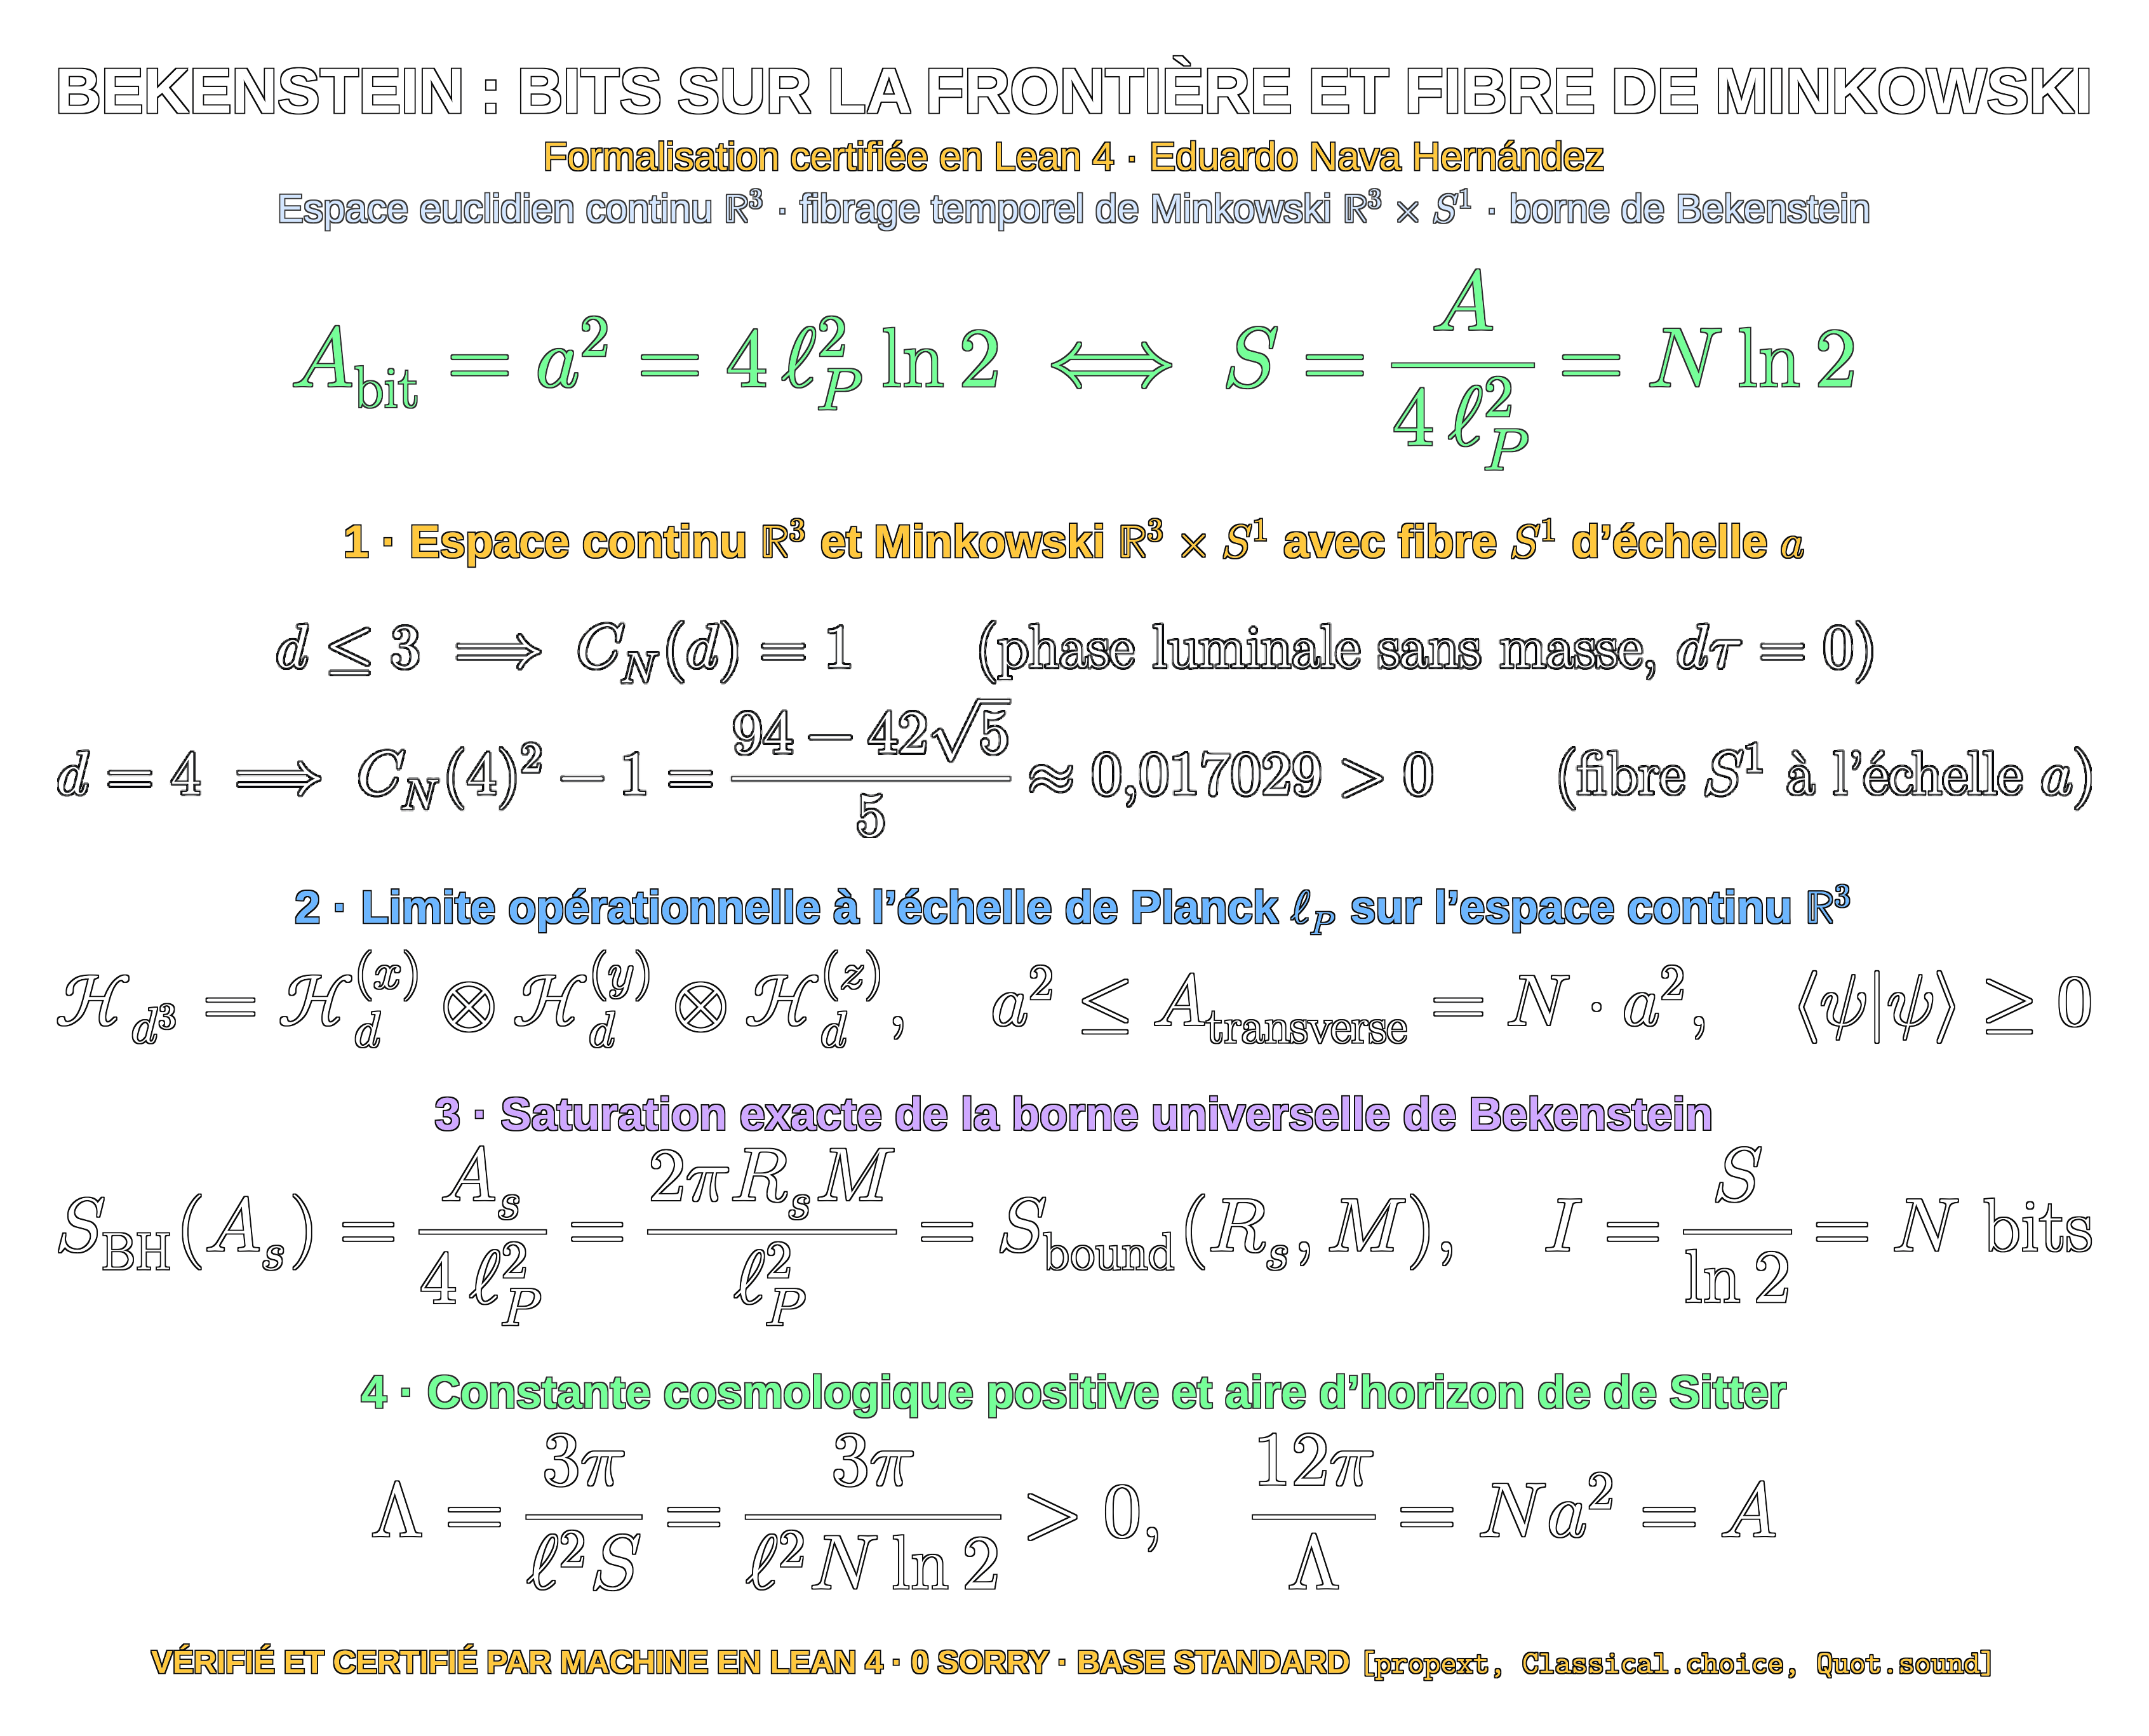 BEKENSTEIN : BITS SUR LA FRONTIÈRE ET FIBRE DE MINKOWSKI
Formalisation certifiée en Lean 4 · Eduardo Nava Hernández
Espace euclidien continu ℝ³ · fibrage temporel de Minkowski ℝ³ × S¹ · borne de Bekenstein
A_bit = a² = 4 ℓ_P² ln 2 ⟺ S = A / (4 ℓ_P²) = N ln 2
1 · Espace continu ℝ³ et Minkowski ℝ³ × S¹ avec fibre S¹ d’échelle a
d ≤ 3 ⟹ C_N(d) = 1 (phase luminale sans masse, dτ = 0)
d = 4 ⟹ C_N(4)² − 1 = (94 − 42√5) / 5 ≈ 0,017029 > 0 (fibre S¹ à l’échelle a)
2 · Limite opérationnelle à l’échelle de Planck ℓ_P sur l’espace continu ℝ³
ℋ_{d³} = ℋ_d^{(x)} ⊗ ℋ_d^{(y)} ⊗ ℋ_d^{(z)}, a² ≤ A_transverse = N · a², ⟨ψ|ψ⟩ ≥ 0
3 · Saturation exacte de la borne universelle de Bekenstein
S_BH(A_s) = A_s / (4 ℓ_P²) = 2πR_sM / ℓ_P² = S_bound(R_s, M), I = S / ln 2 = N bits
4 · Constante cosmologique positive et aire d’horizon de de Sitter
Λ = 3π / (ℓ²S) = 3π / (ℓ²N ln 2) > 0, 12π / Λ = Na² = A
VÉRIFIÉ ET CERTIFIÉ PAR MACHINE EN LEAN 4 · 0 SORRY · BASE STANDARD [propext, Classical.choice, Quot.sound]